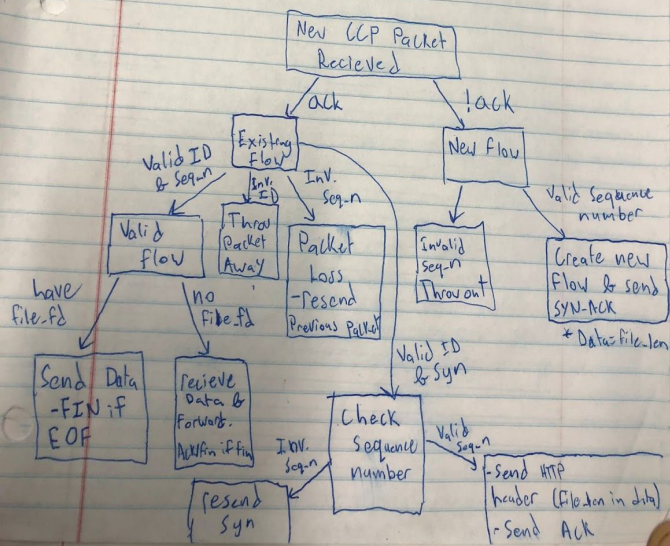 New CCP Packet
Recieved
ack
!ack
Existing
Flow
New Flow
Valid ID
& Seq-n
Inv.
ID
Inv.
Seq-n
Valid Sequence
number
Valid
flow
Throw
Packet
Away
Packet
Loss
-resend
Previous Packet
Invalid
seq-n
Throw out
Create new
Flow & send
SYN-ACK
* Data=file_len
have
file_fd
no
File_fd
Valid ID
& Syn
Send Data
-FIN if
EOF
recieve
Data &
Forward.
Ack/fin if fin
Check
Sequence
number
Inv.
Seq-n
Valid
Seq-n
resend
Syn
-Send HTTP
header (file len in data)
- Send ACK